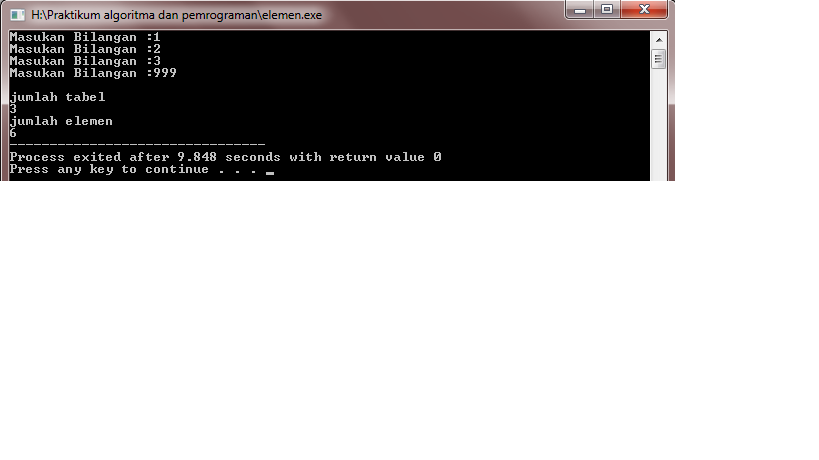 H:\Praktikum algoritma dan pemrograman\elemen.exe
Masukan Bilangan :1
Masukan Bilangan :2
Masukan Bilangan :3
Masukan Bilangan :999
jumlah tabel
3
jumlah elemen
6
--------------------------------
Process exited after 9.848 seconds with return value 0
Press any key to continue . . . _